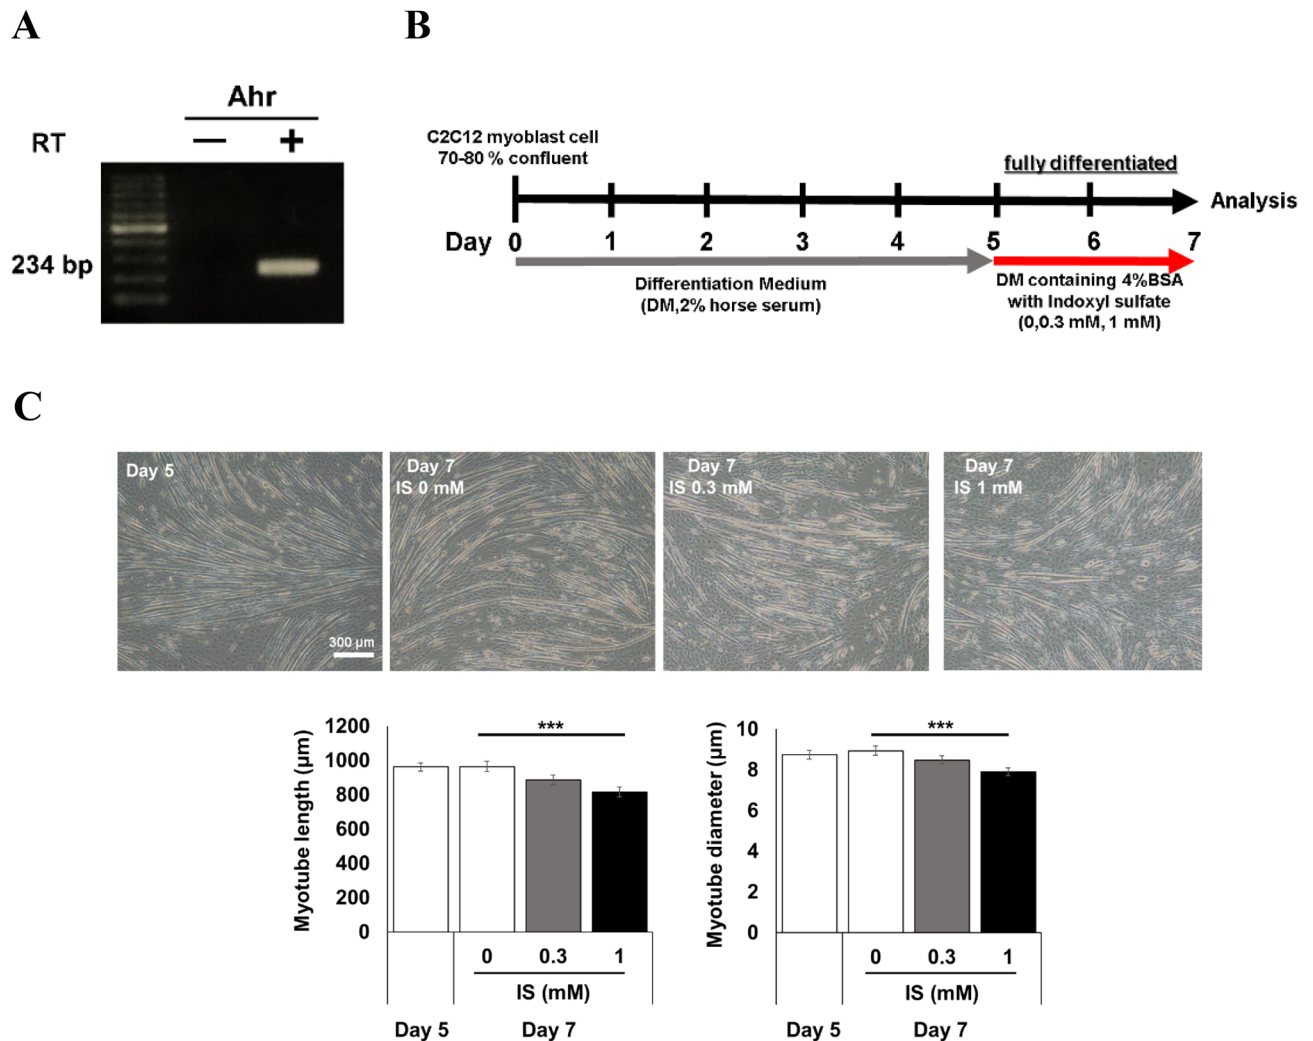 A
Ahr
RT − +
234 bp
B
C2C12 myoblast cell
70-80 % confluent
fully differentiated
Analysis
Day 0 1 2 3 4 5 6 7
Differentiation Medium
(DM,2% horse serum)
DM containing 4%BSA
with Indoxyl sulfate
(0,0.3 mM, 1 mM)
C
Day 5
300 μm
Day 7
IS 0 mM
Day 7
IS 0.3 mM
Day 7
IS 1 mM
Myotube length (μm)
1200
1000
800
600
400
200
0
***
0 0.3 1
IS (mM)
Day 5 Day 7
Myotube diameter (μm)
10
8
6
4
2
0
***
0 0.3 1
IS (mM)
Day 5 Day 7